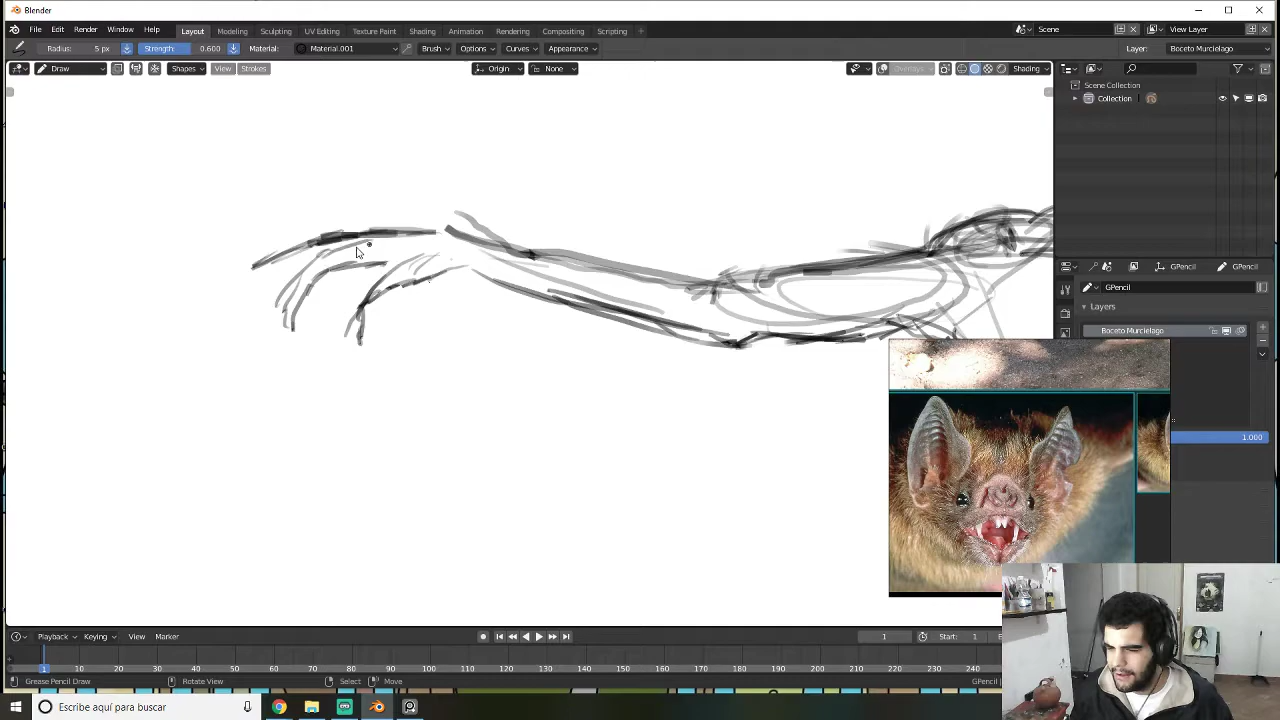 Blender
File Edit Render Window Help
Layout Modeling Sculpting UV Editing Texture Paint Shading Animation Rendering Compositing Scripting +
Scene
View Layer
Radius: 5 px Strength: 0.600 Material: Material.001 Brush Options Curves Appearance
Layer: Boceto Murcielago
Draw Shapes View Strokes Origin None Overlays Shading
Scene Collection
Collection
GPencil GPencil
GPencil
Layers
Boceto Murcielago
1.000
Playback Keying View Marker
1 Start: 1 E
1 10 20 30 40 50 60 70 80 90 100 110 120 130 140 150 160 170 180 190 200 210 220 230 240
Grease Pencil Draw Rotate View Select Move
GPencil
Escribe aquí para buscar